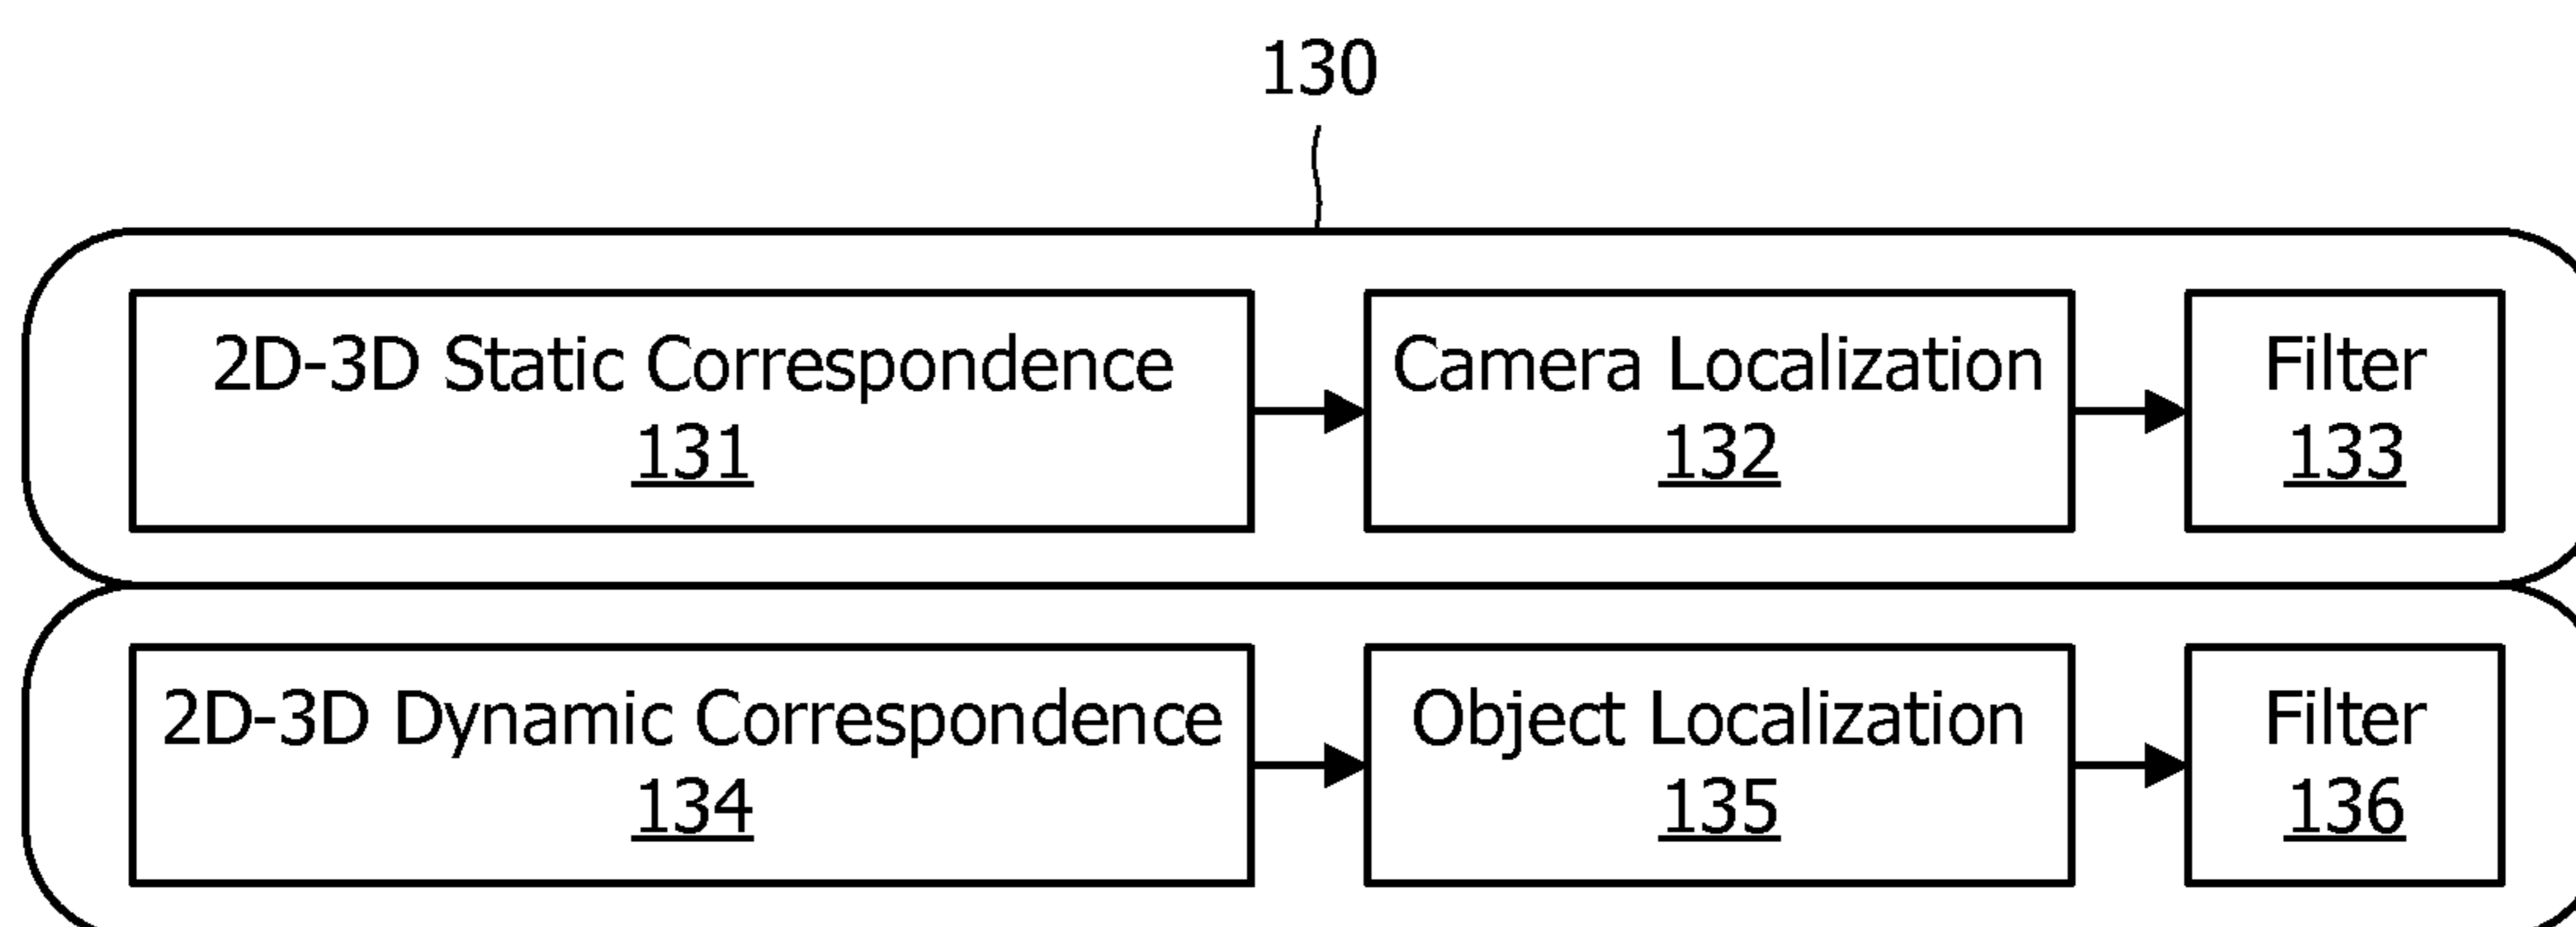 130
2D-3D Static Correspondence
131
Camera Localization
132
Filter
133
2D-3D Dynamic Correspondence
134
Object Localization
135
Filter
136